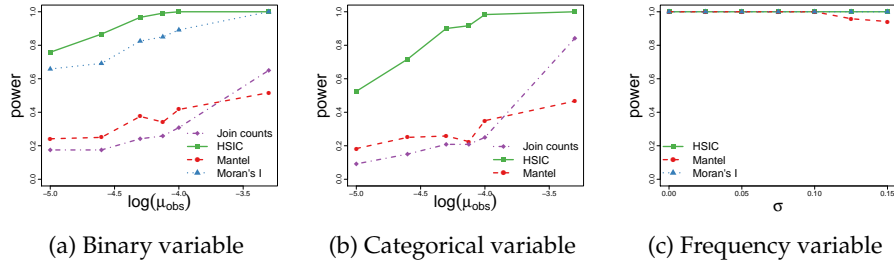 power
1.0
0.8
0.6
0.4
0.2
0.0
Join counts
HSIC
Mantel
Moran's I
−5.0 −4.5 −4.0 −3.5
log(μobs)
(a) Binary variable
power
1.0
0.8
0.6
0.4
0.2
0.0
Join counts
HSIC
Mantel
−5.0 −4.5 −4.0 −3.5
log(μobs)
(b) Categorical variable
power
1.0
0.8
0.6
0.4
0.2
0.0
HSIC
Mantel
Moran's I
0.00 0.05 0.10 0.15
σ
(c) Frequency variable